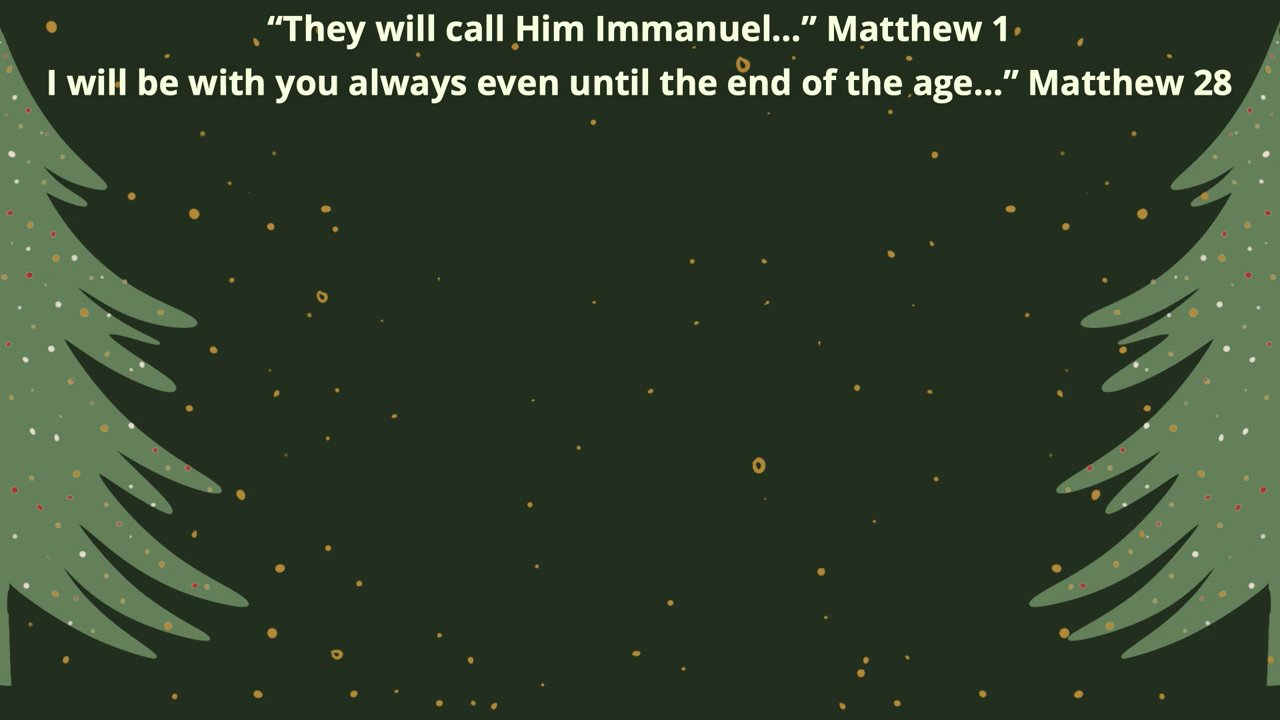 “They will call Him Immanuel...” Matthew 1
I will be with you always even until the end of the age...” Matthew 28